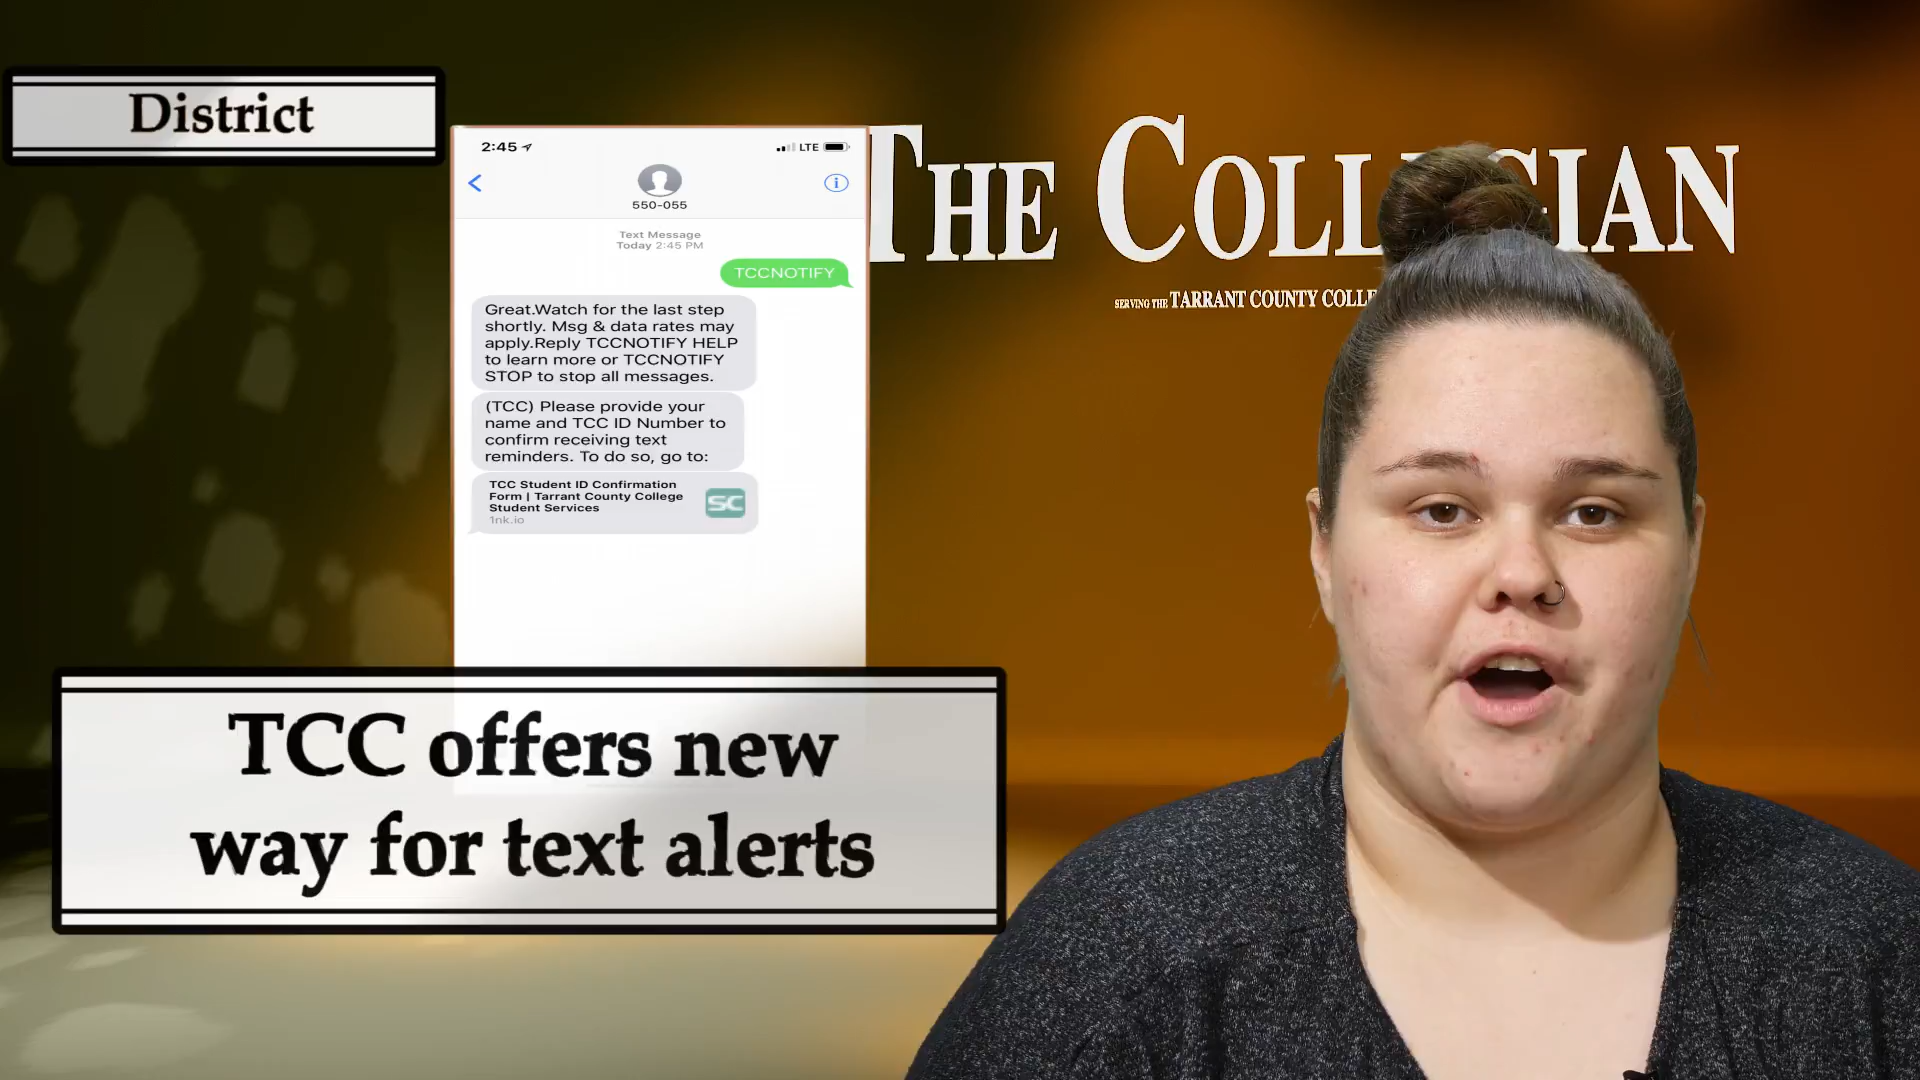 District
2:45
LTE
550-055
Text Message
Today 2:45 PM
TCCNOTIFY
Great.Watch for the last step
shortly. Msg & data rates may
apply.Reply TCCNOTIFY HELP
to learn more or TCCNOTIFY
STOP to stop all messages.
(TCC) Please provide your
name and TCC ID Number to
confirm receiving text
reminders. To do so, go to:
TCC Student ID Confirmation
Form | Tarrant County College
Student Services
1nk.io
SC
THE COLLEGIAN
SERVING THE TARRANT COUNTY
TCC offers new
way for text alerts